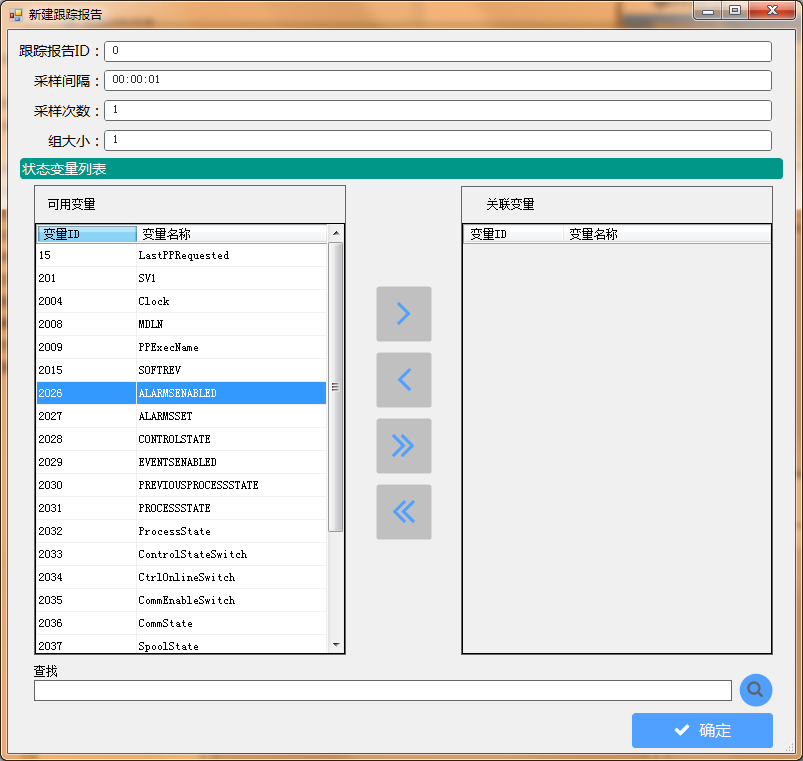 新建跟踪报告
跟踪报告ID： 0
采样间隔： 00:00:01
采样次数： 1
组大小： 1
状态变量列表
可用变量
变量ID 变量名称
15 LastPPRequested
201 SV1
2004 Clock
2008 MDLN
2009 PPExecName
2015 SOFTREV
2026 ALARMSENABLED
2027 ALARMSSET
2028 CONTROLSTATE
2029 EVENTSENABLED
2030 PREVIOUSPROCESSSTATE
2031 PROCESSSTATE
2032 ProcessState
2033 ControlStateSwitch
2034 CtrlOnlineSwitch
2035 CommEnableSwitch
2036 CommState
2037 SpoolState
关联变量
变量ID 变量名称
查找
确定